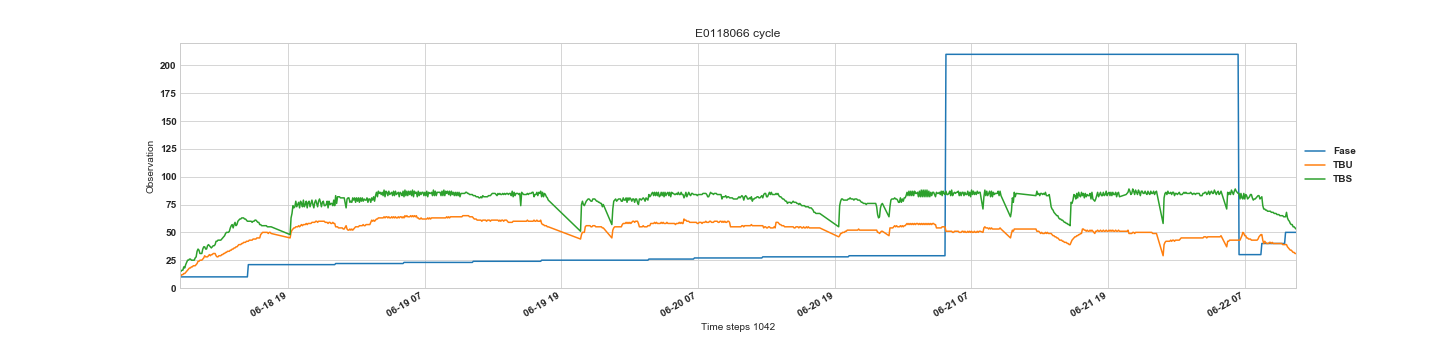 E0118066 cycle
Observation
200
175
150
125
100
75
50
25
0
06-18 19
06-19 07
06-19 19
06-20 07
06-20 19
06-21 07
06-21 19
06-22 07
Time steps 1042
Fase
TBU
TBS